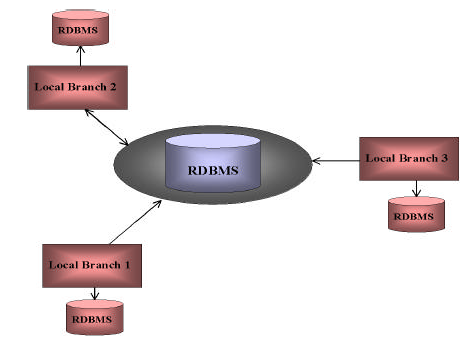 RDBMS
Local Branch 2
RDBMS
Local Branch 3
RDBMS
Local Branch 1
RDBMS